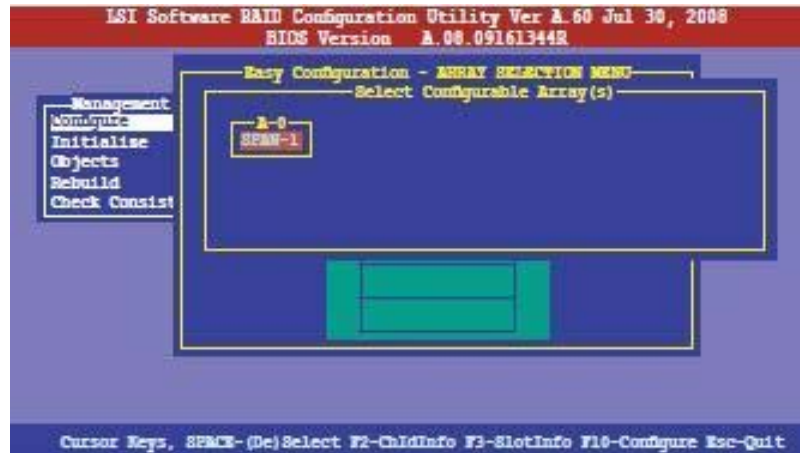 LSI Software RAID Configuration Utility Ver A.60 Jul 30, 2008
BIOS Version A.08.09161344R
Easy Configuration - ARRAY SELECTION MENU
Select Configurable Array(s)
Management
Configure
Initialize
Objects
Rebuild
Check Consist
A-0
SPAN-1
Cursor Keys, SPACE-(De)Select F2-ChIdInfo F3-SlotInfo F10-Configure Esc-Quit